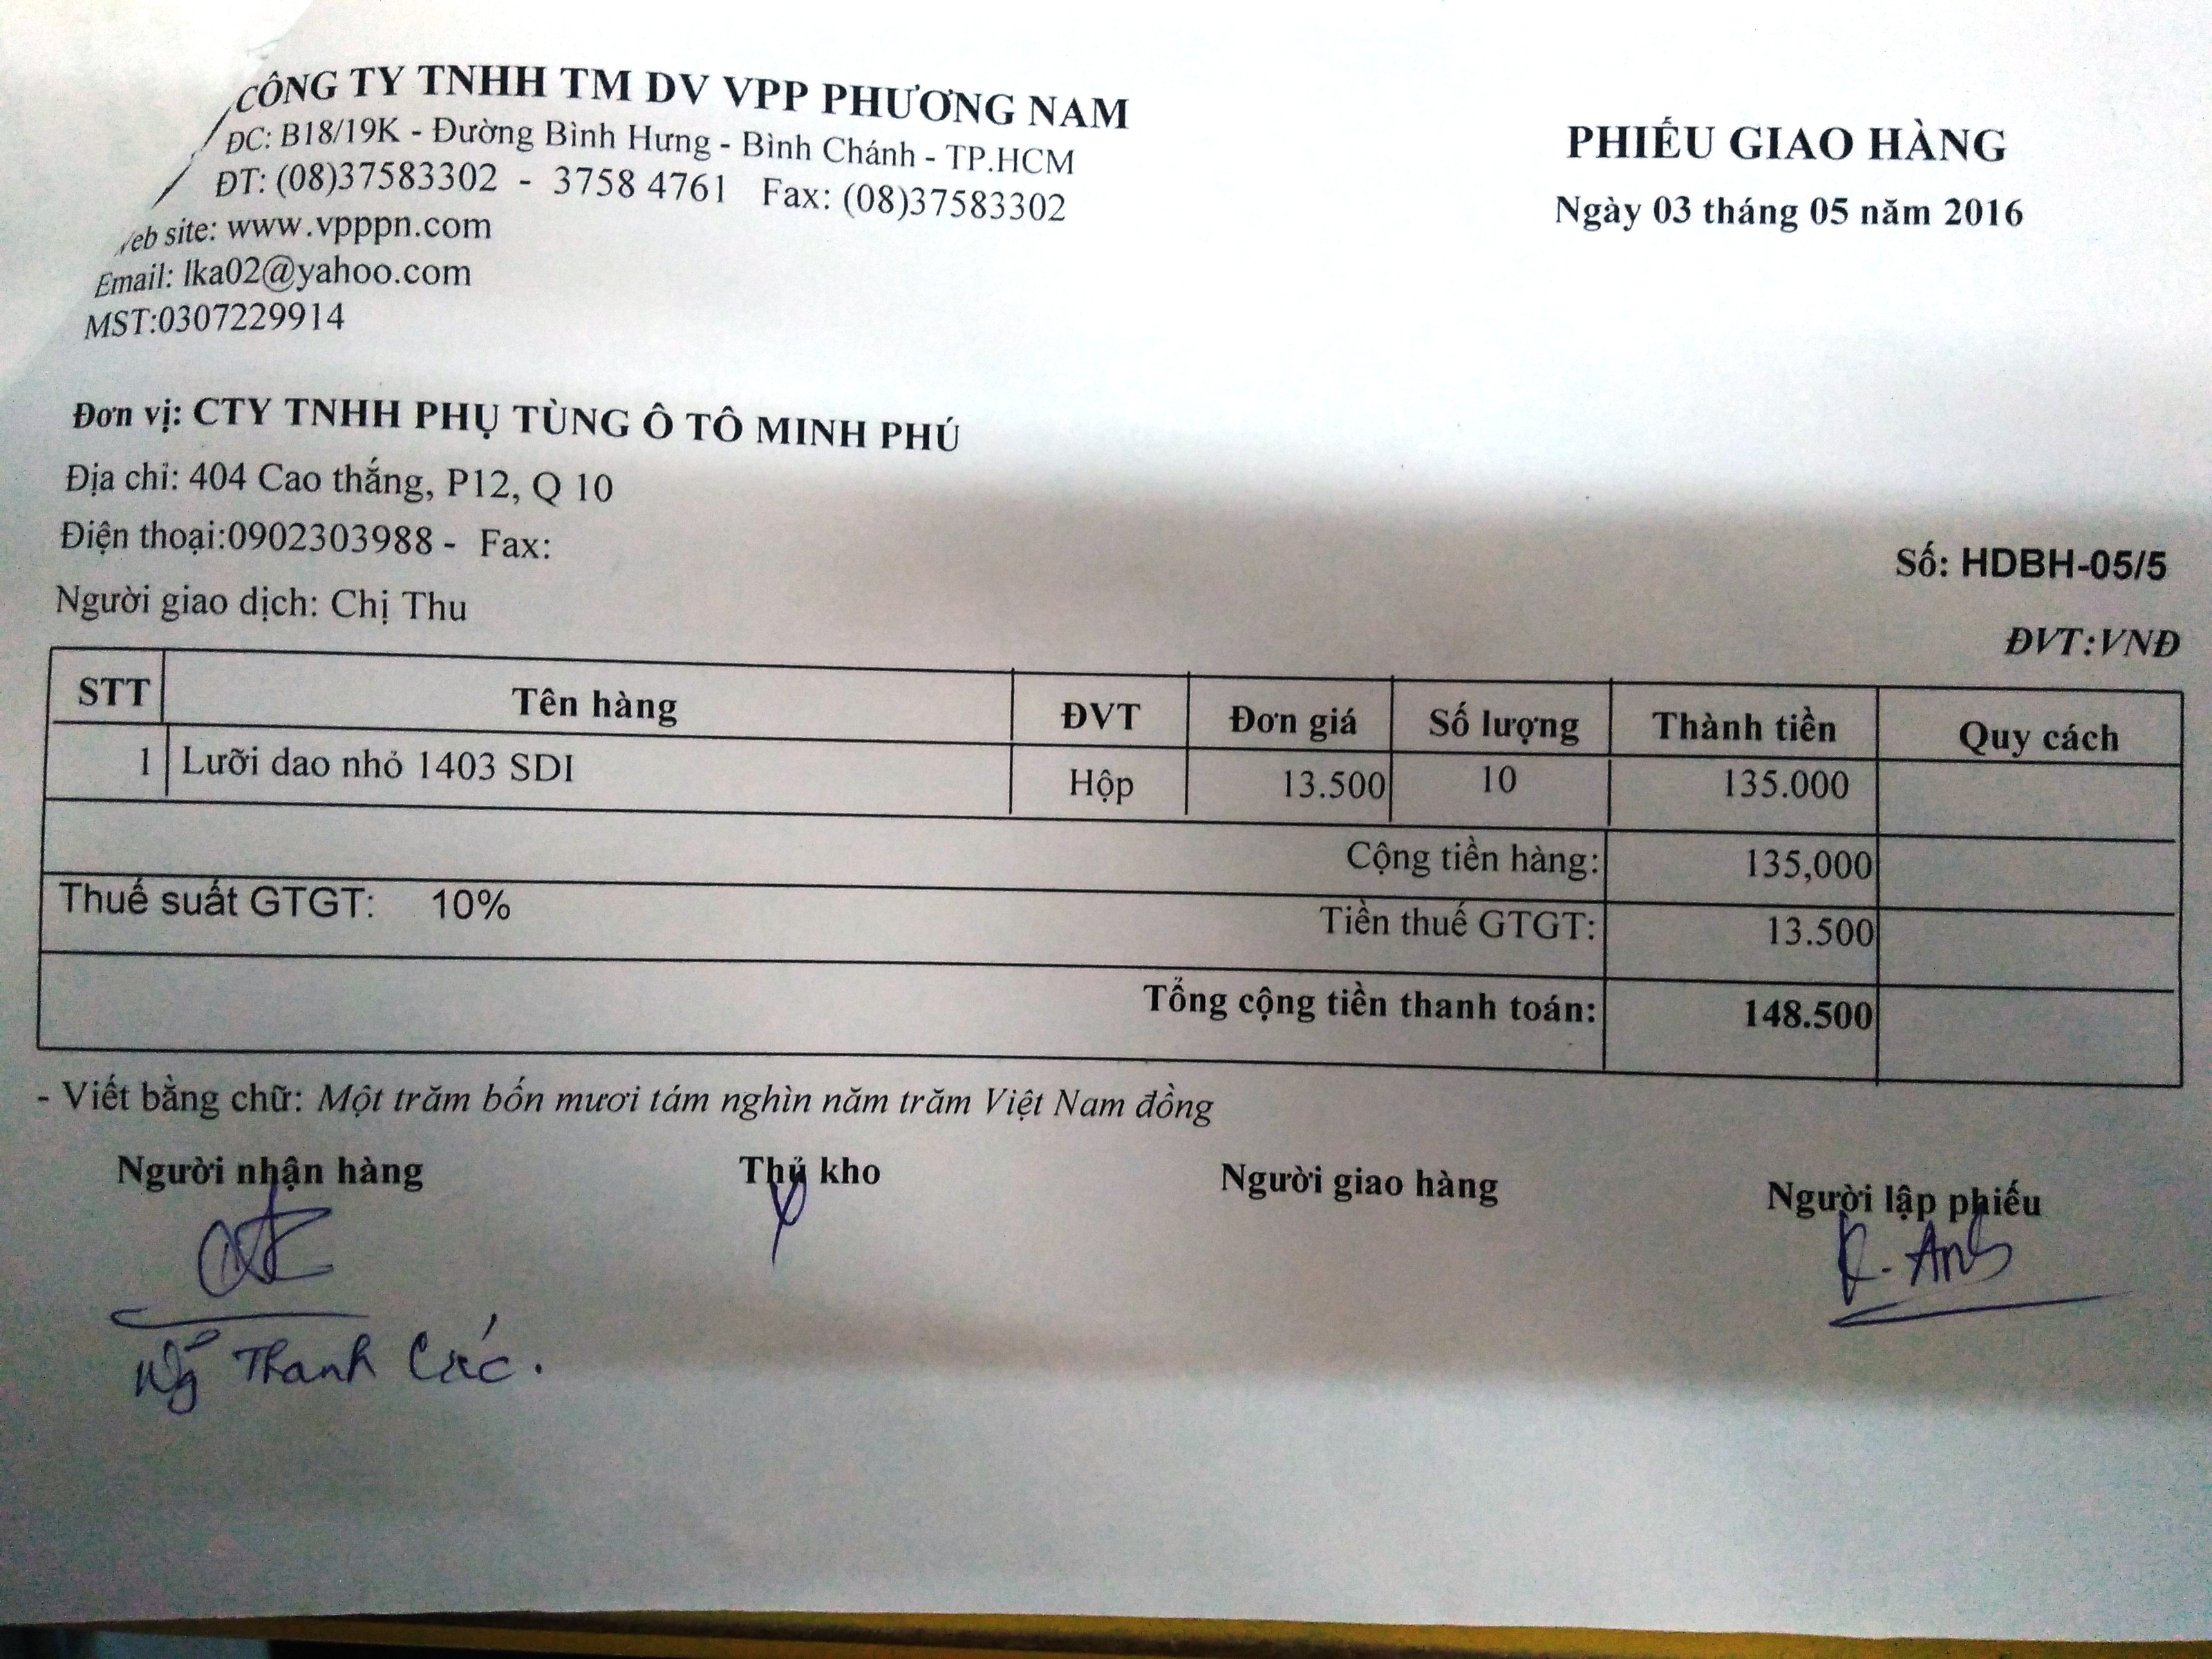 CÔNG TY TNHH TM DV VPP PHƯƠNG NAM
ĐC: B18/19K - Đường Bình Hưng - Bình Chánh - TP.HCM
ĐT: (08)37583302 - 3758 4761 Fax: (08)37583302
eb site: www.vpppn.com
Email: lka02@yahoo.com
MST:0307229914
PHIẾU GIAO HÀNG
Ngày 03 tháng 05 năm 2016
Đơn vị: CTY TNHH PHỤ TÙNG Ô TÔ MINH PHÚ
Địa chỉ: 404 Cao thắng, P12, Q 10
Điện thoại:0902303988 - Fax:
Người giao dịch: Chị Thu
Số: HDBH-05/5
ĐVT:VNĐ
STT Tên hàng ĐVT Đơn giá Số lượng Thành tiền Quy cách
1 Lưỡi dao nhỏ 1403 SDI Hộp 13.500 10 135.000
Cộng tiền hàng: 135,000
Thuế suất GTGT: 10% Tiền thuế GTGT: 13.500
Tổng cộng tiền thanh toán: 148.500
- Viết bằng chữ: Một trăm bốn mươi tám nghìn năm trăm Việt Nam đồng
Người nhận hàng Thủ kho Người giao hàng Người lập phiếu
K. Anh
Thanh Cúc.